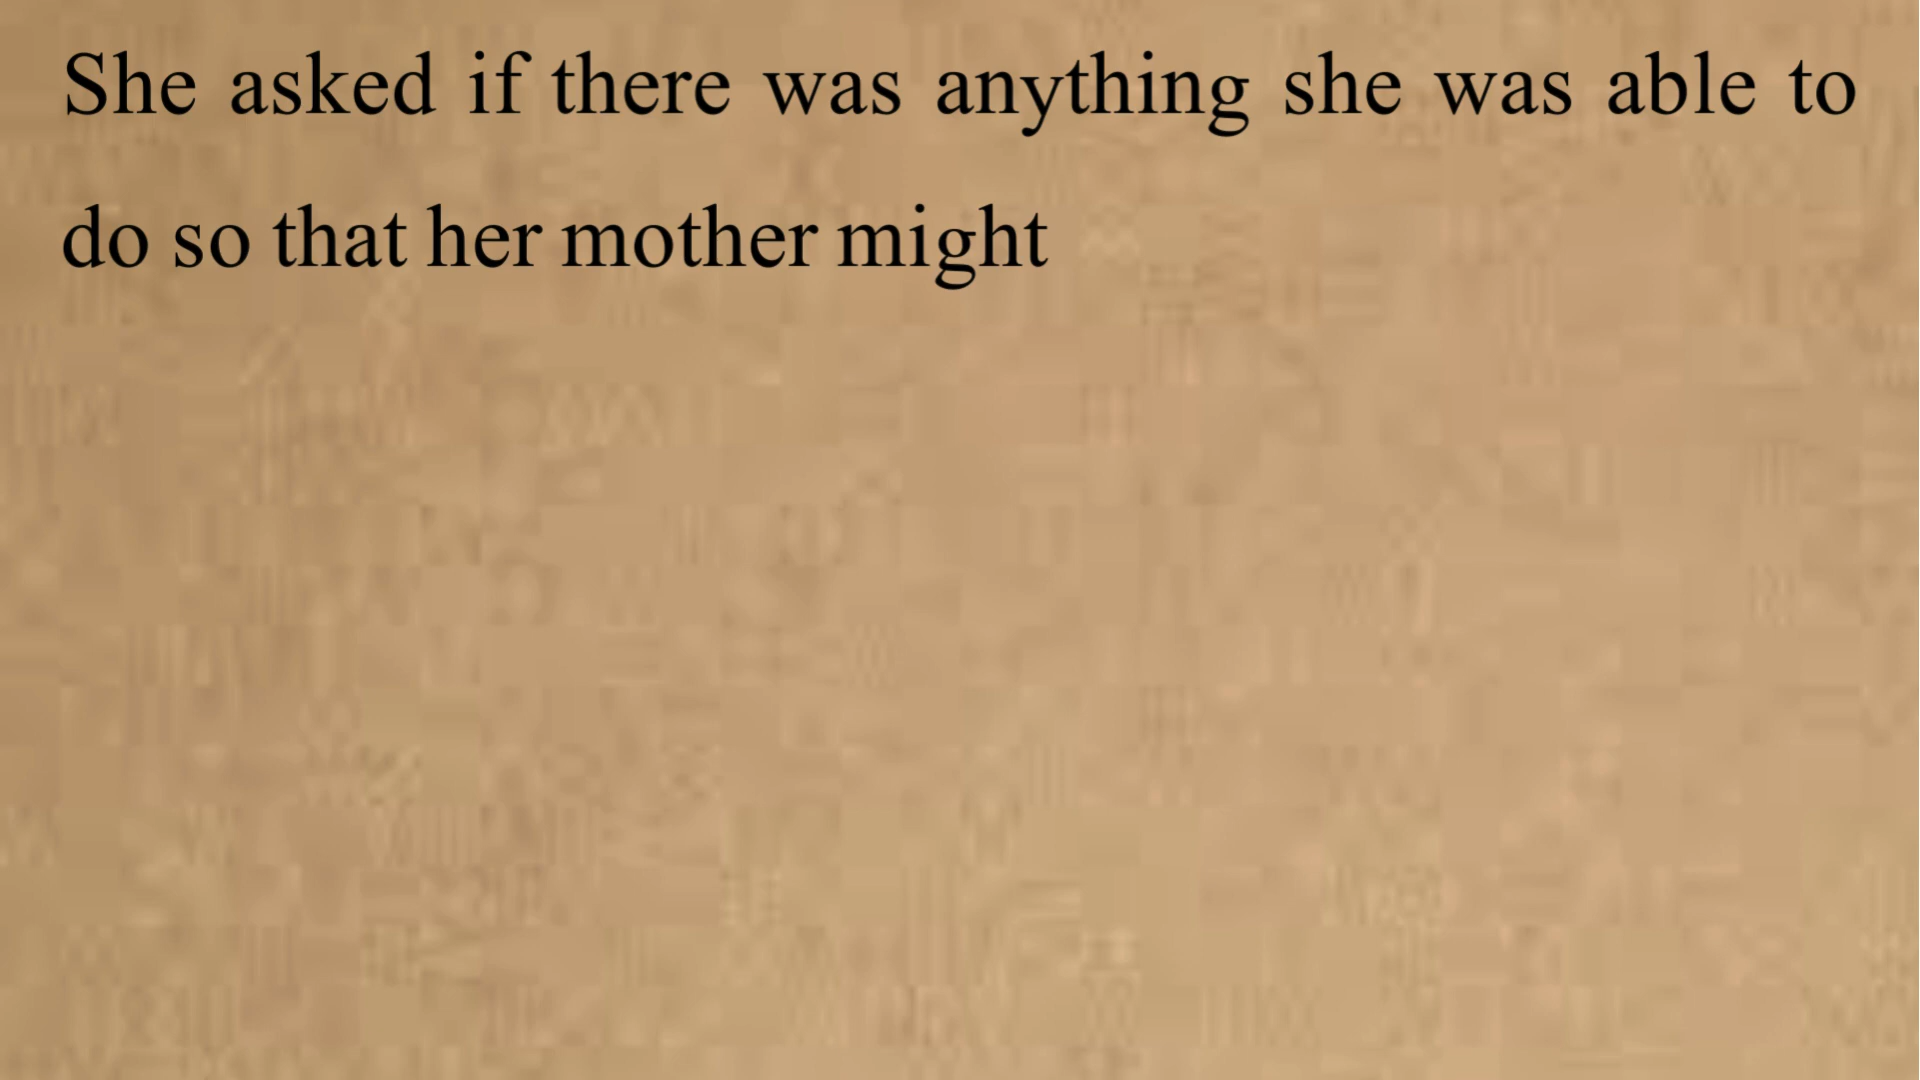 She asked if there was anything she was able to
do so that her mother might